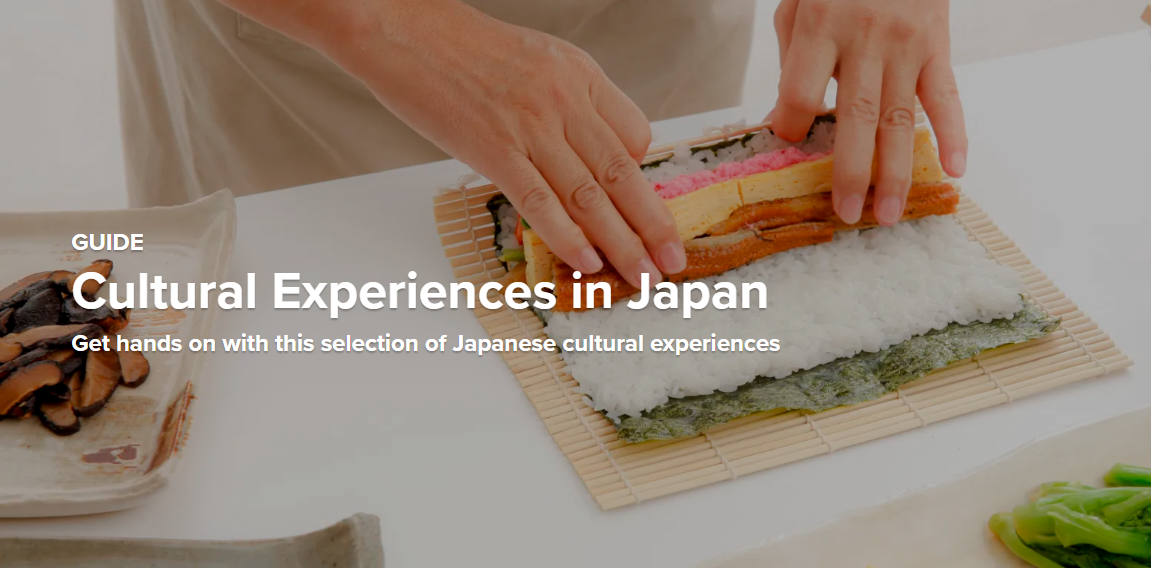 GUIDE
Cultural Experiences in Japan
Get hands on with this selection of Japanese cultural experiences